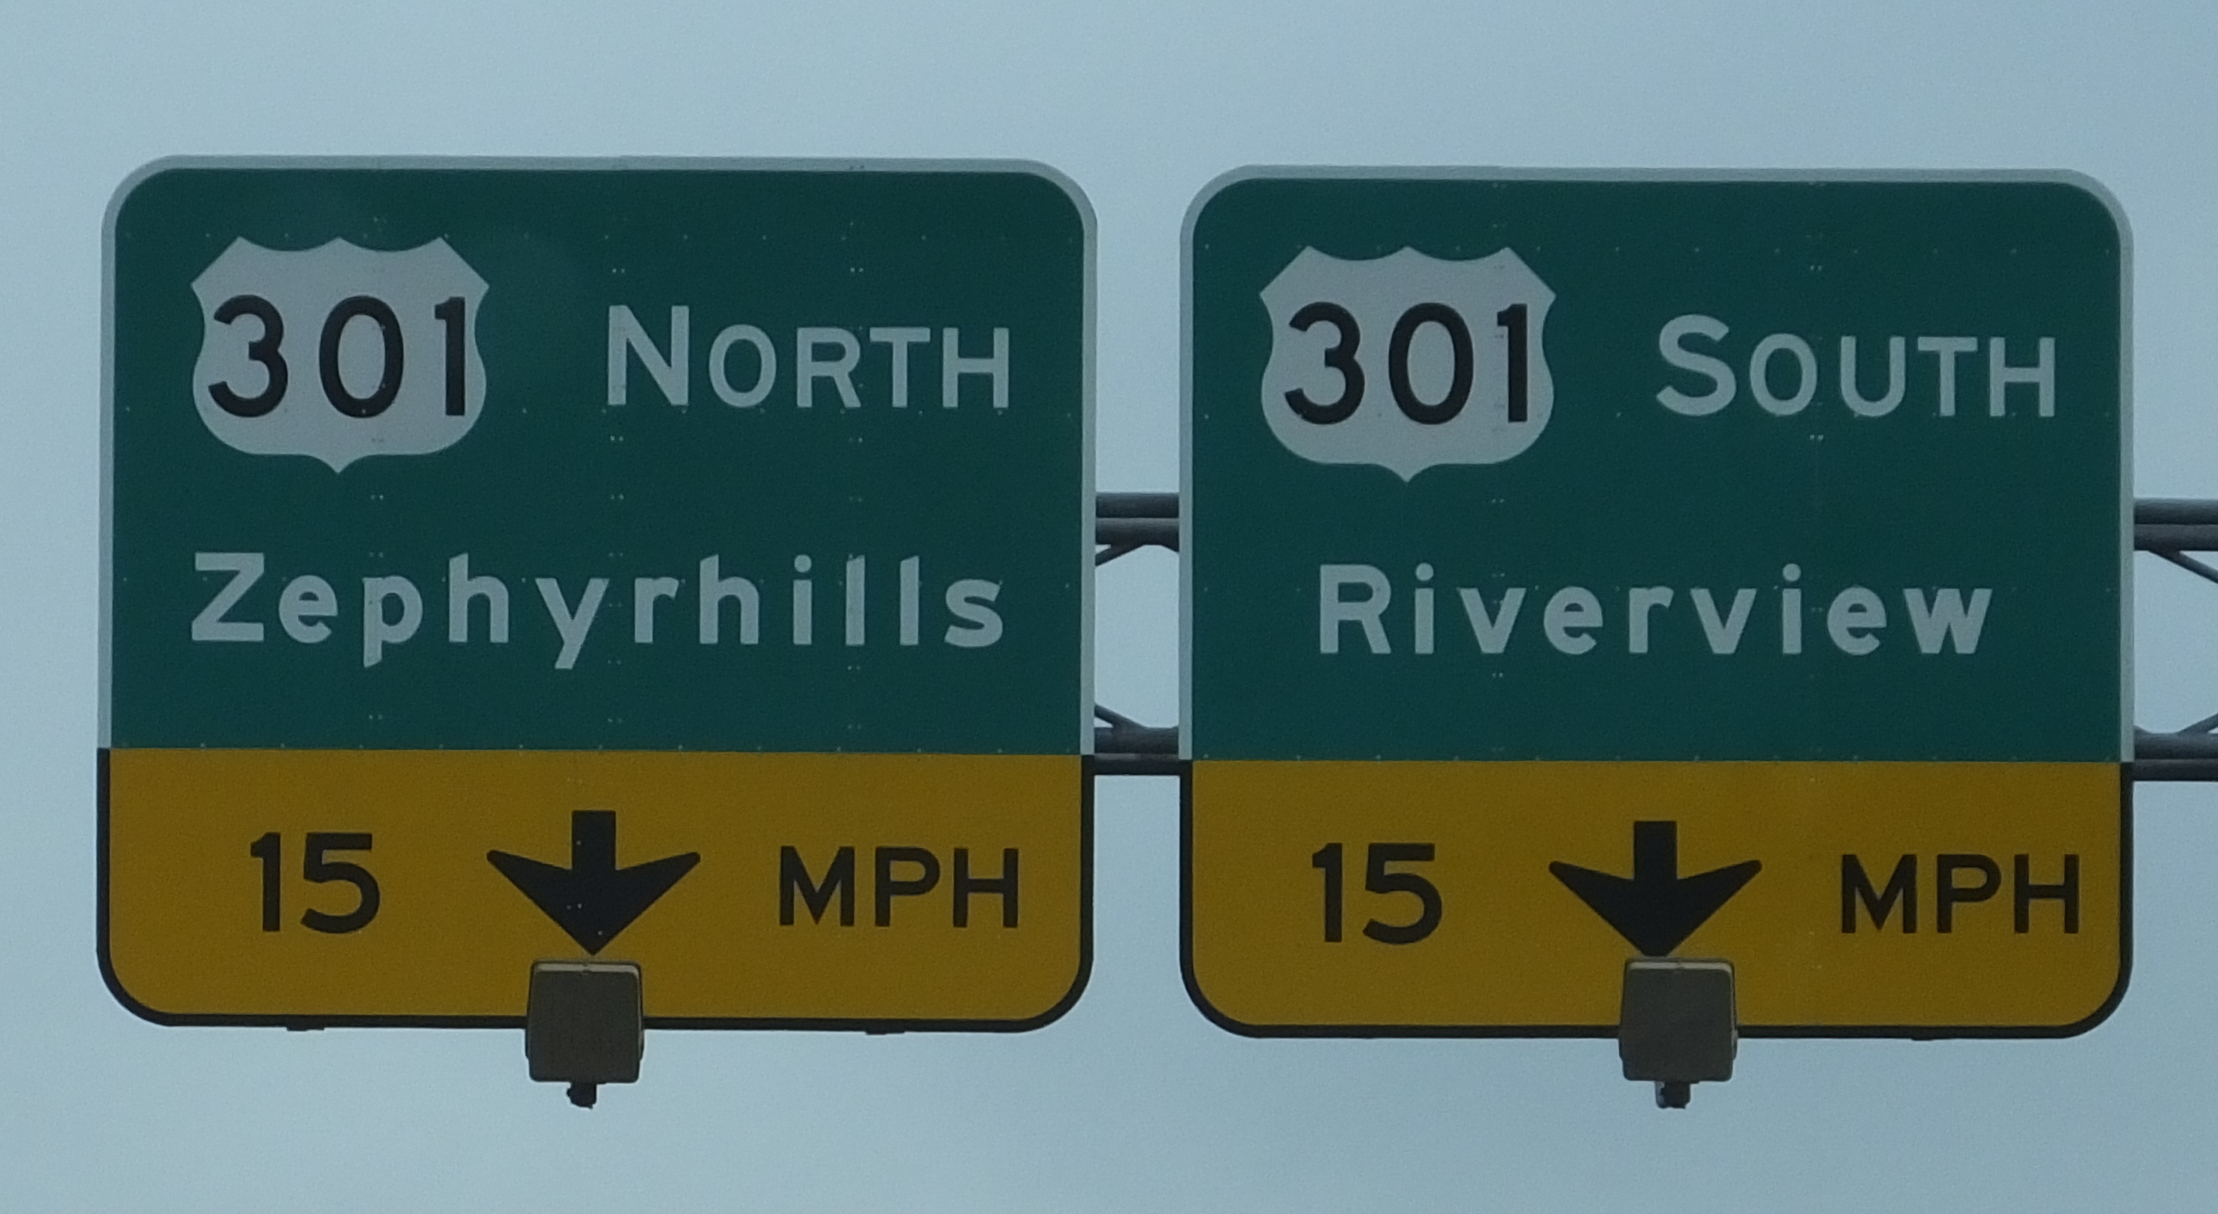 301 NORTH
Zephyrhills
15 MPH
301 SOUTH
Riverview
15 MPH